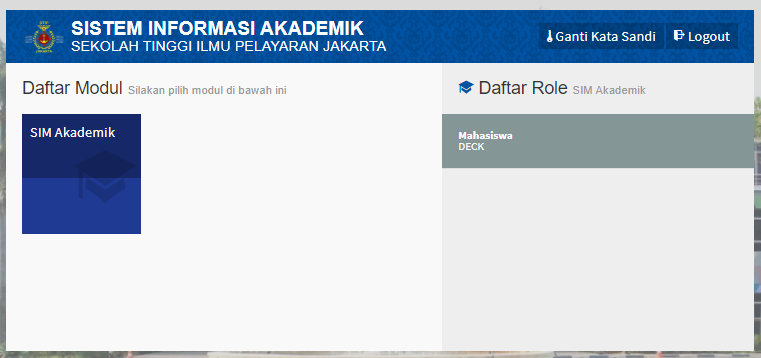 SISTEM INFORMASI AKADEMIK
SEKOLAH TINGGI ILMU PELAYARAN JAKARTA
Ganti Kata Sandi
Logout
Daftar Modul Silakan pilih modul di bawah ini
SIM Akademik
Daftar Role SIM Akademik
Mahasiswa
DECK